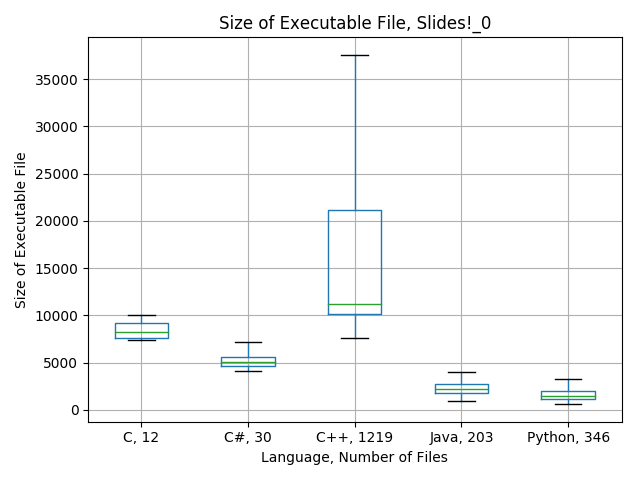 Size of Executable File, Slides!_0
Size of Executable File
35000
30000
25000
20000
15000
10000
5000
0
C, 12
C#, 30
C++, 1219
Java, 203
Python, 346
Language, Number of Files